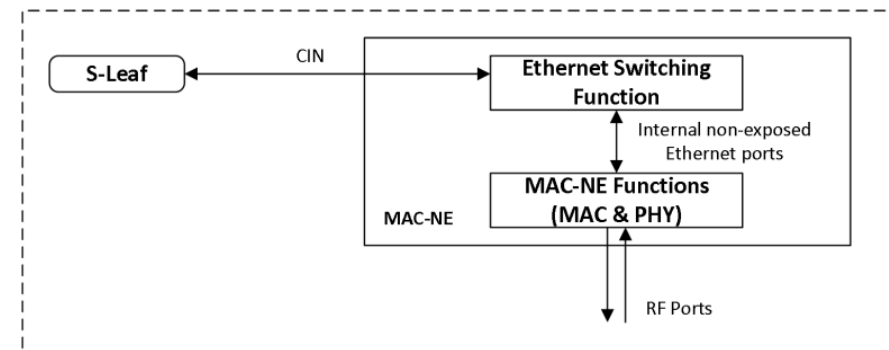 CIN
S-Leaf
Ethernet Switching
Function
Internal non-exposed
Ethernet ports
MAC-NE Functions
(MAC & PHY)
MAC-NE
RF Ports